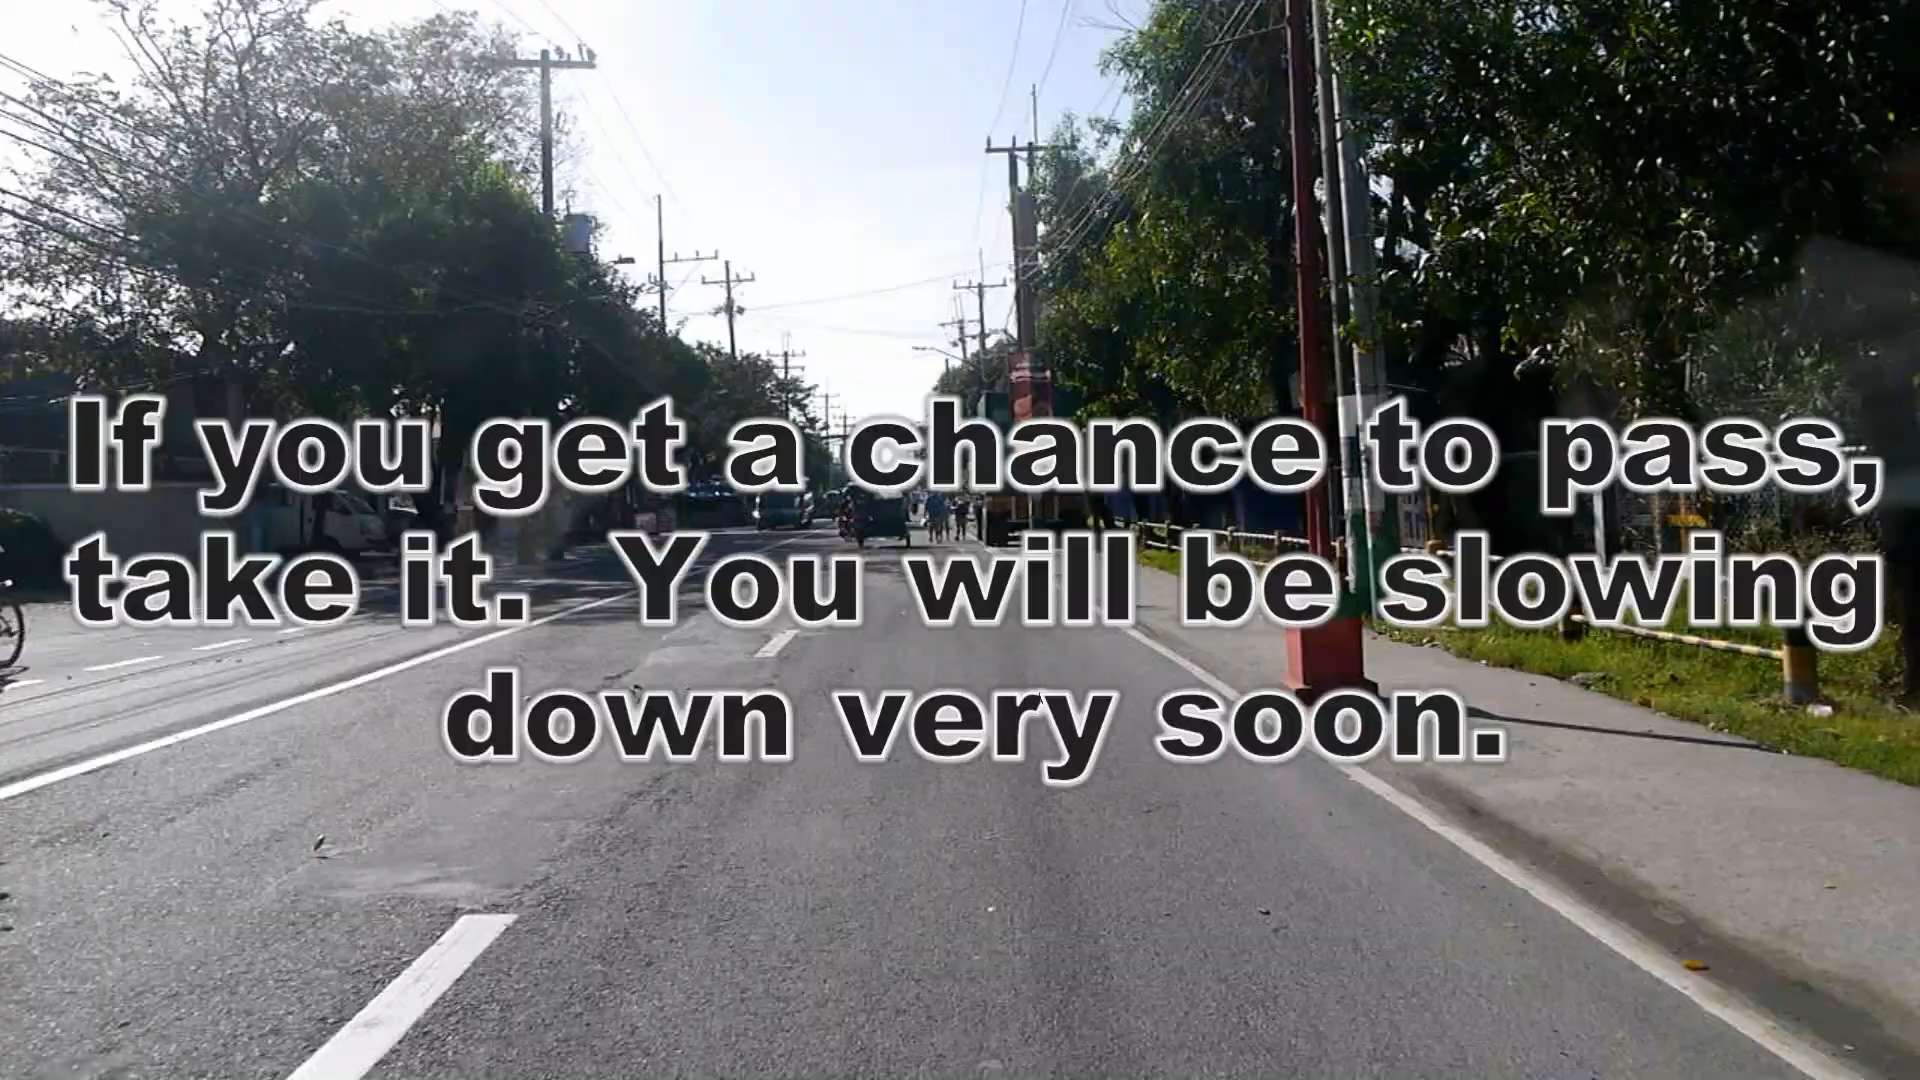 If you get a chance to pass,
take it. You will be slowing
down very soon.